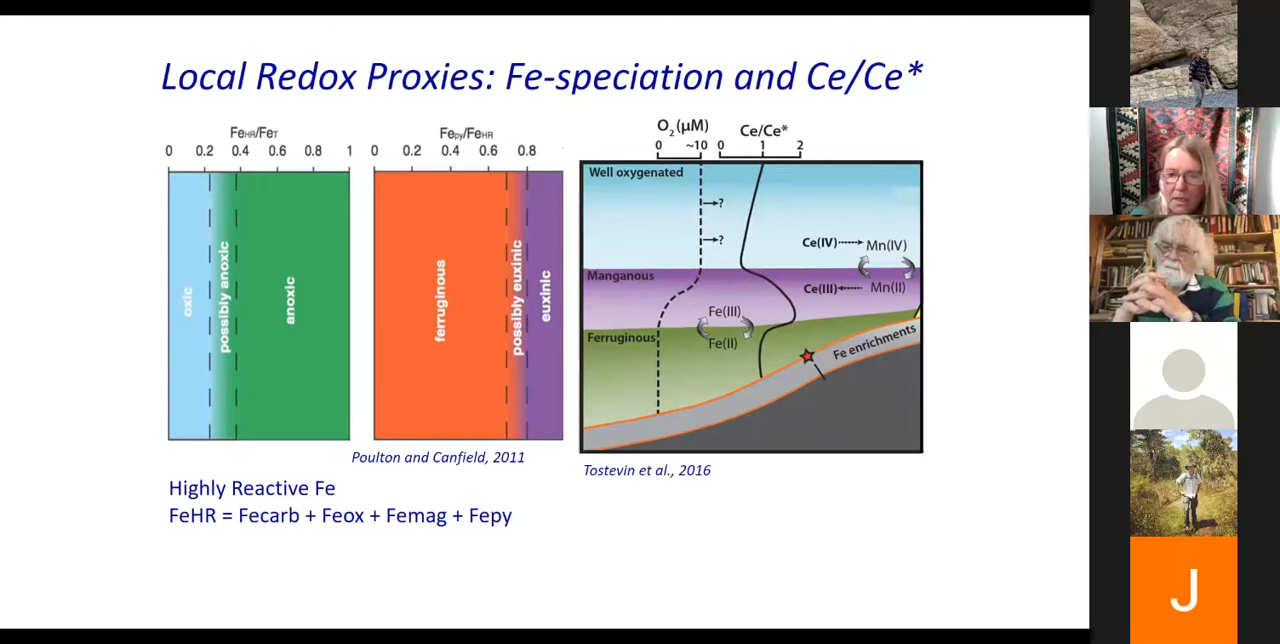 Local Redox Proxies: Fe-speciation and Ce/Ce*
FeHR/FeT
0 0.2 0.4 0.6 0.8 1
oxic
possibly anoxic
anoxic
Fepy/FeHR
0 0.2 0.4 0.6 0.8
ferruginous
possibly euxinic
euxinic
Poulton and Canfield, 2011
O2(μM)
0 ~10
Ce/Ce*
0 1 2
Well oxygenated
?
?
Ce(IV) Mn(IV)
Manganous
Ce(III) Mn(II)
Fe(III)
Ferruginous
Fe(II)
Fe enrichments
Tostevin et al., 2016
Highly Reactive Fe
FeHR = Fecarb + Feox + Femag + Fepy
J